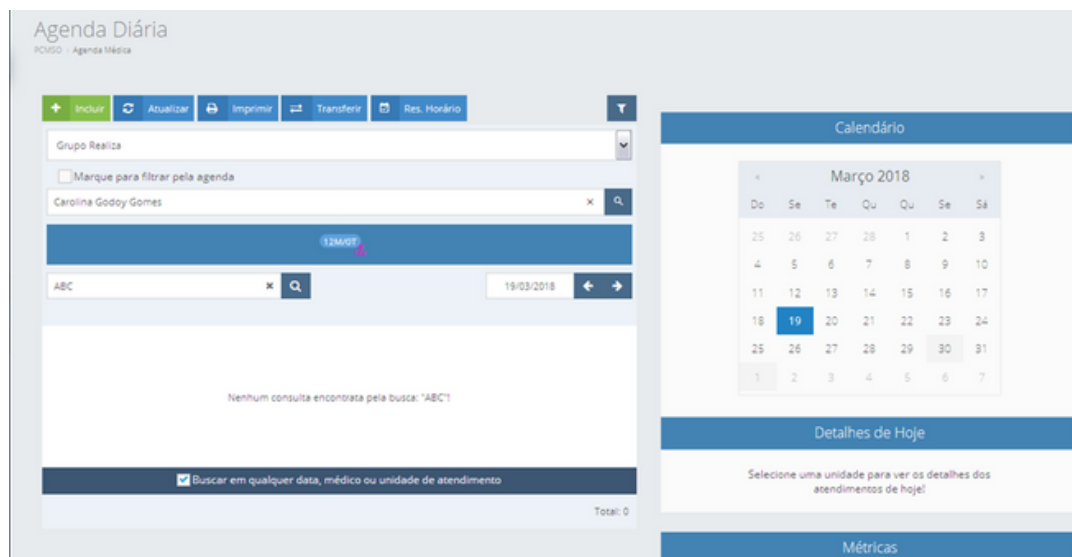 Agenda Diária
PCMSO - Agenda Médica
Incluir Atualizar Imprimir Transferir Res. Horário
Grupo Realiza
Marque para filtrar pela agenda
Carolina Godoy Gomes
12M/0T
ABC
19/03/2018
Nenhum consulta encontrata pela busca: "ABC"!
Buscar em qualquer data, médico ou unidade de atendimento
Total: 0
Calendário
« Março 2018 »
Do Se Te Qu Qu Se Sá
25 26 27 28 1 2 3
4 5 6 7 8 9 10
11 12 13 14 15 16 17
18 19 20 21 22 23 24
25 26 27 28 29 30 31
1 2 3 4 5 6 7
Detalhes de Hoje
Selecione uma unidade para ver os detalhes dos
atendimentos de hoje!
Métricas